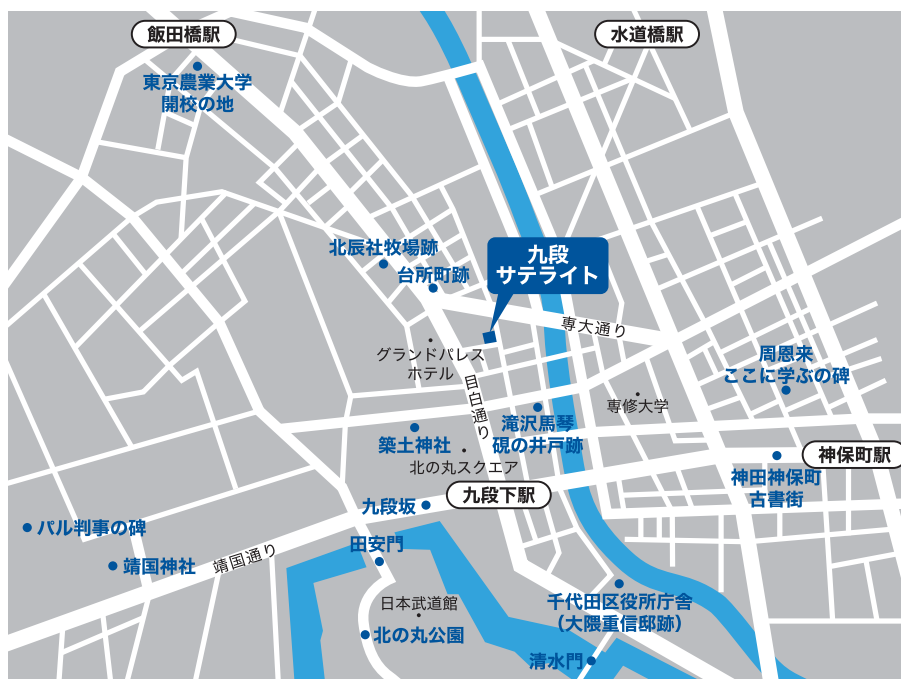 飯田橋駅
水道橋駅
東京農業大学
開校の地
北辰社牧場跡
台所町跡
九段
サテライト
専大通り
グランドパレス
ホテル
目白通り
周恩来
ここに学ぶの碑
専修大学
滝沢馬琴
硯の井戸跡
築土神社
北の丸スクエア
神保町駅
神田神保町
古書街
九段下駅
九段坂
パル判事の碑
靖国神社
靖国通り
田安門
日本武道館
北の丸公園
千代田区役所庁舎
（大隈重信邸跡）
清水門